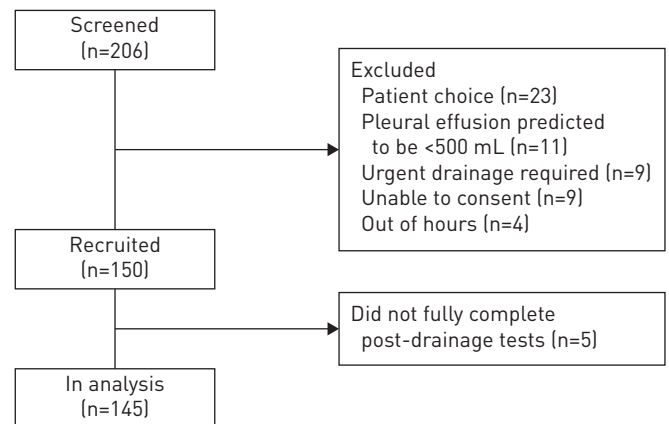 Screened
(n=206)
Excluded
Patient choice (n=23)
Pleural effusion predicted
to be <500 mL (n=11)
Urgent drainage required (n=9)
Unable to consent (n=9)
Out of hours (n=4)
Recruited
(n=150)
Did not fully complete
post-drainage tests (n=5)
In analysis
(n=145)